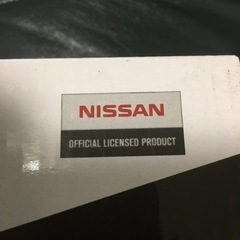 NISSAN
OFFICIAL LICENSED PRODUCT